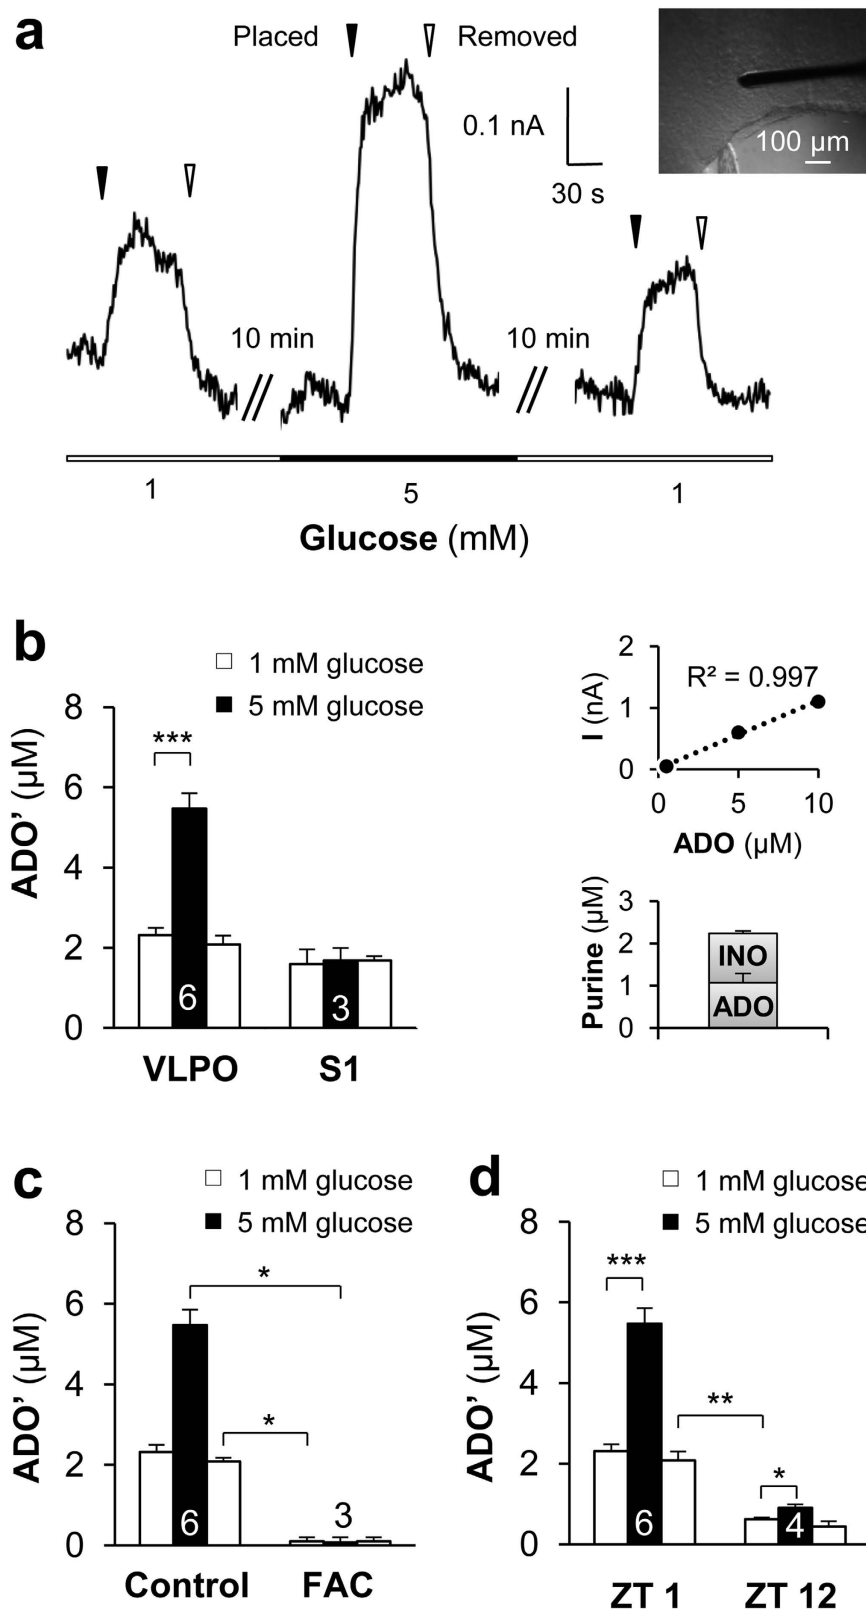 a
Placed
Removed
0.1 nA
30 s
100 µm
10 min
10 min
1
5
1
Glucose (mM)
b
1 mM glucose
5 mM glucose
ADO’ (µM)
8
6
4
2
0
***
6
3
VLPO
S1
I (nA)
2
1
0
R² = 0.997
0
5
10
ADO (µM)
Purine (µM)
3
2
1
0
INO
ADO
c
1 mM glucose
5 mM glucose
ADO’ (µM)
8
6
4
2
0
*
*
6
3
Control
FAC
d
1 mM glucose
5 mM glucose
ADO’ (µM)
8
6
4
2
0
***
**
*
6
4
ZT 1
ZT 12